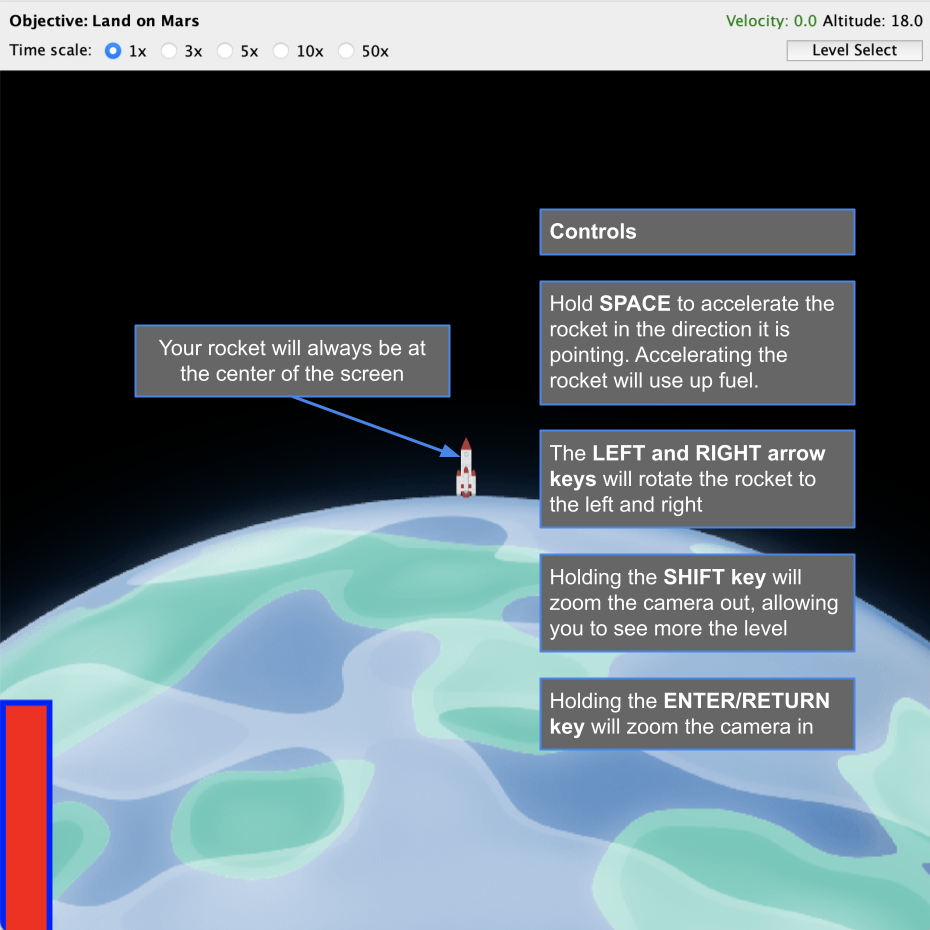 Objective: Land on Mars
Velocity: 0.0 Altitude: 18.0
Time scale: 1x 3x 5x 10x 50x
Level Select
Your rocket will always be at
the center of the screen
Controls
Hold SPACE to accelerate the
rocket in the direction it is
pointing. Accelerating the
rocket will use up fuel.
The LEFT and RIGHT arrow
keys will rotate the rocket to
the left and right
Holding the SHIFT key will
zoom the camera out, allowing
you to see more the level
Holding the ENTER/RETURN
key will zoom the camera in